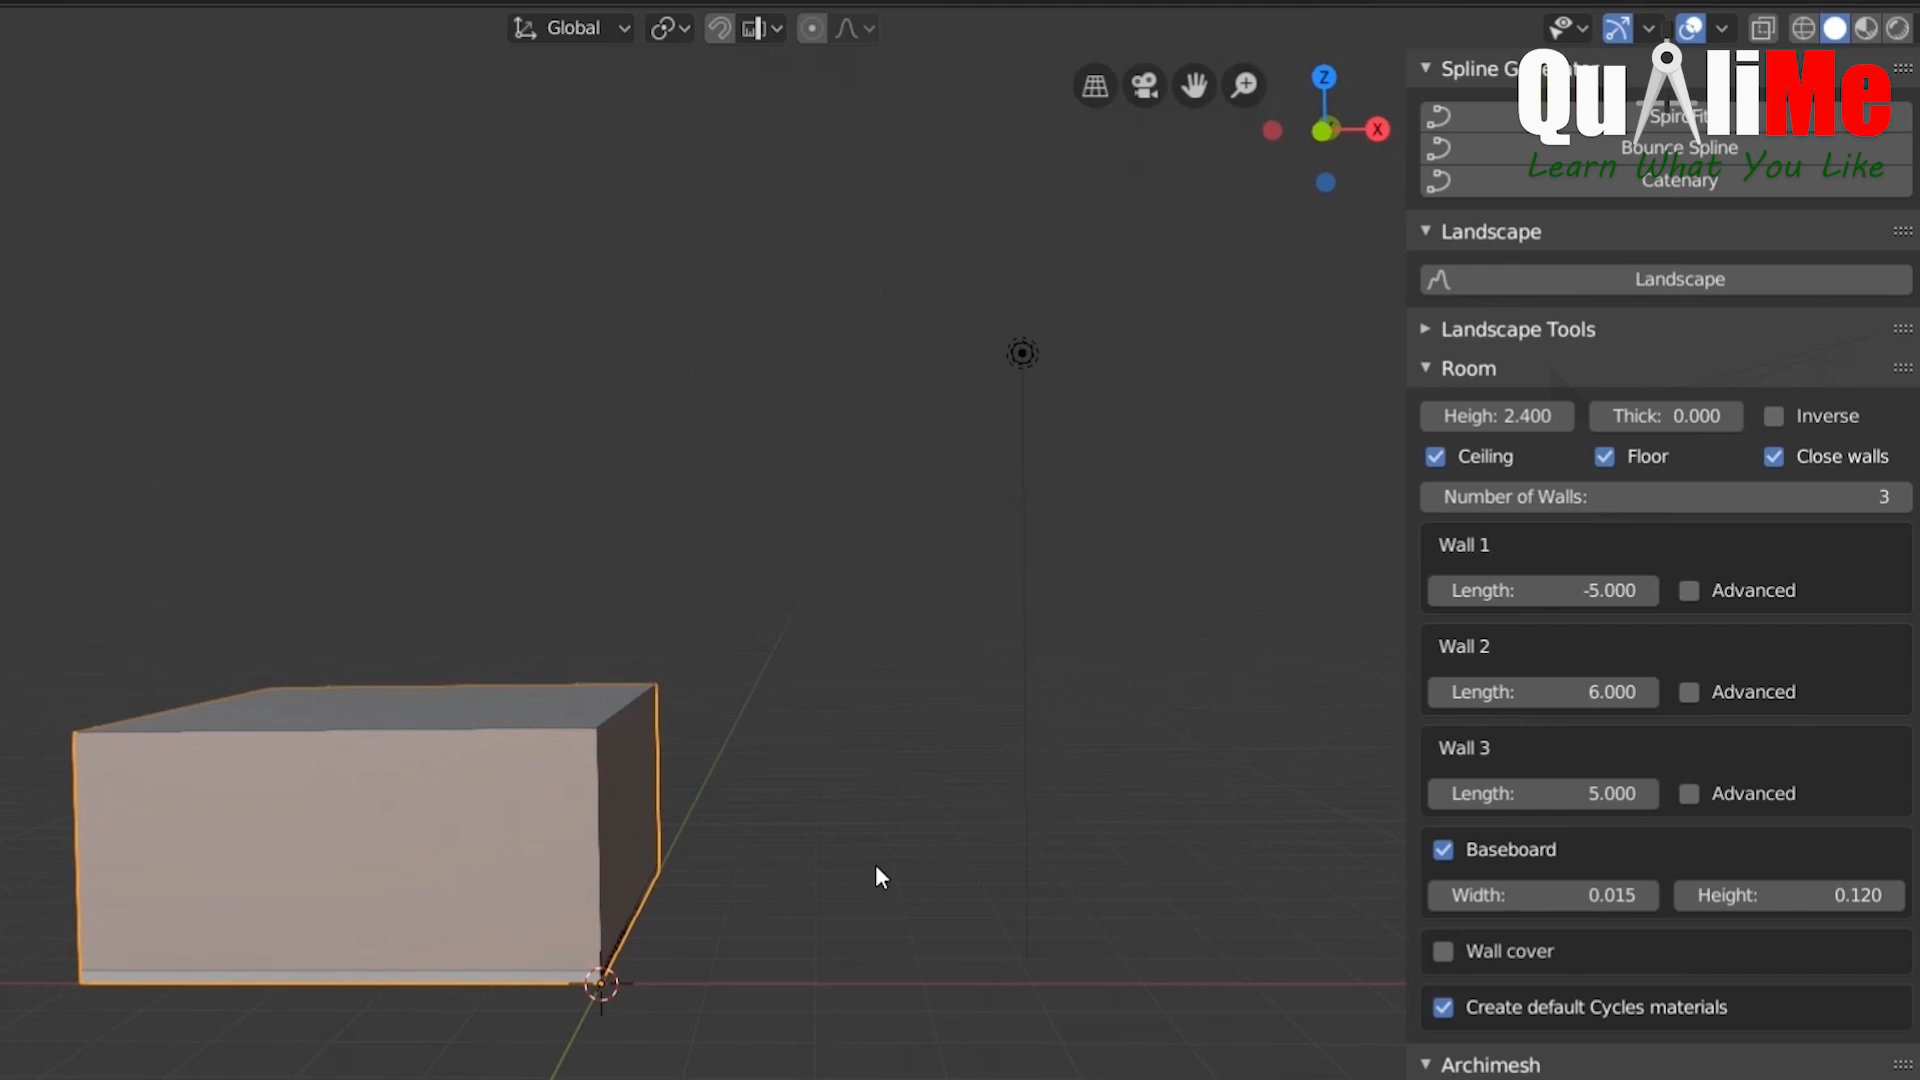 Global
Z
X
QuAliMe
Learn What You Like
Spline G
SpiroFit
Bounce Spline
Catenary
Landscape
Landscape
Landscape Tools
Room
Heigh: 2.400 Thick: 0.000 Inverse
Ceiling Floor Close walls
Number of Walls: 3
Wall 1
Length: -5.000 Advanced
Wall 2
Length: 6.000 Advanced
Wall 3
Length: 5.000 Advanced
Baseboard
Width: 0.015 Height: 0.120
Wall cover
Create default Cycles materials
Archimesh